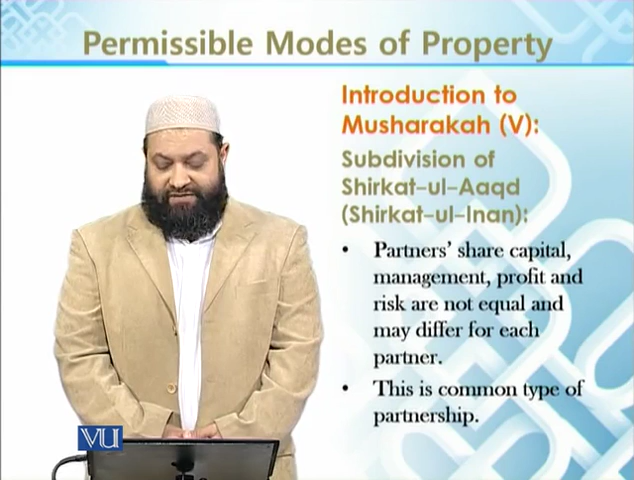 Permissible Modes of Property
Introduction to
Musharakah (V):
Subdivision of
Shirkat-ul-Aaqd
(Shirkat-ul-Inan):
• Partners' share capital,
management, profit and
risk are not equal and
may differ for each
partner.
• This is common type of
partnership.
VU